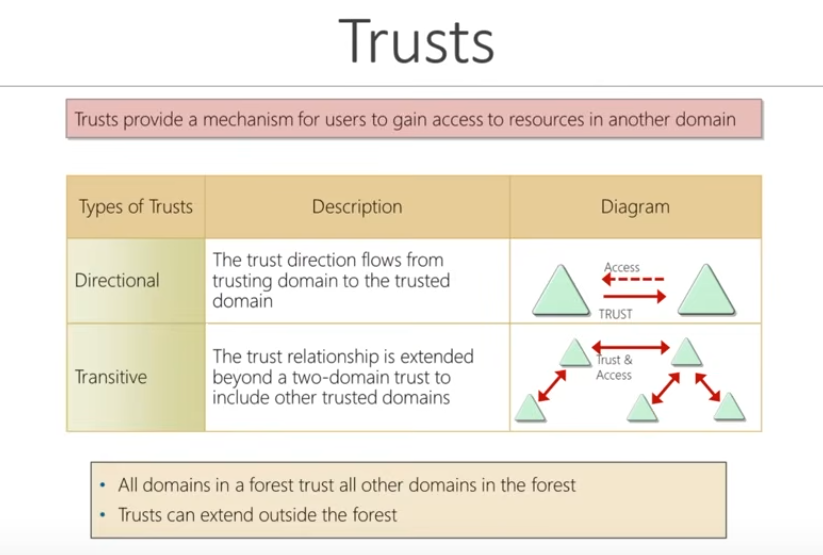 Trusts
Trusts provide a mechanism for users to gain access to resources in another domain
Types of Trusts
Description
Diagram
Directional
The trust direction flows from
trusting domain to the trusted
domain
Access
TRUST
Transitive
The trust relationship is extended
beyond a two-domain trust to
include other trusted domains
Trust &
Access
• All domains in a forest trust all other domains in the forest
• Trusts can extend outside the forest